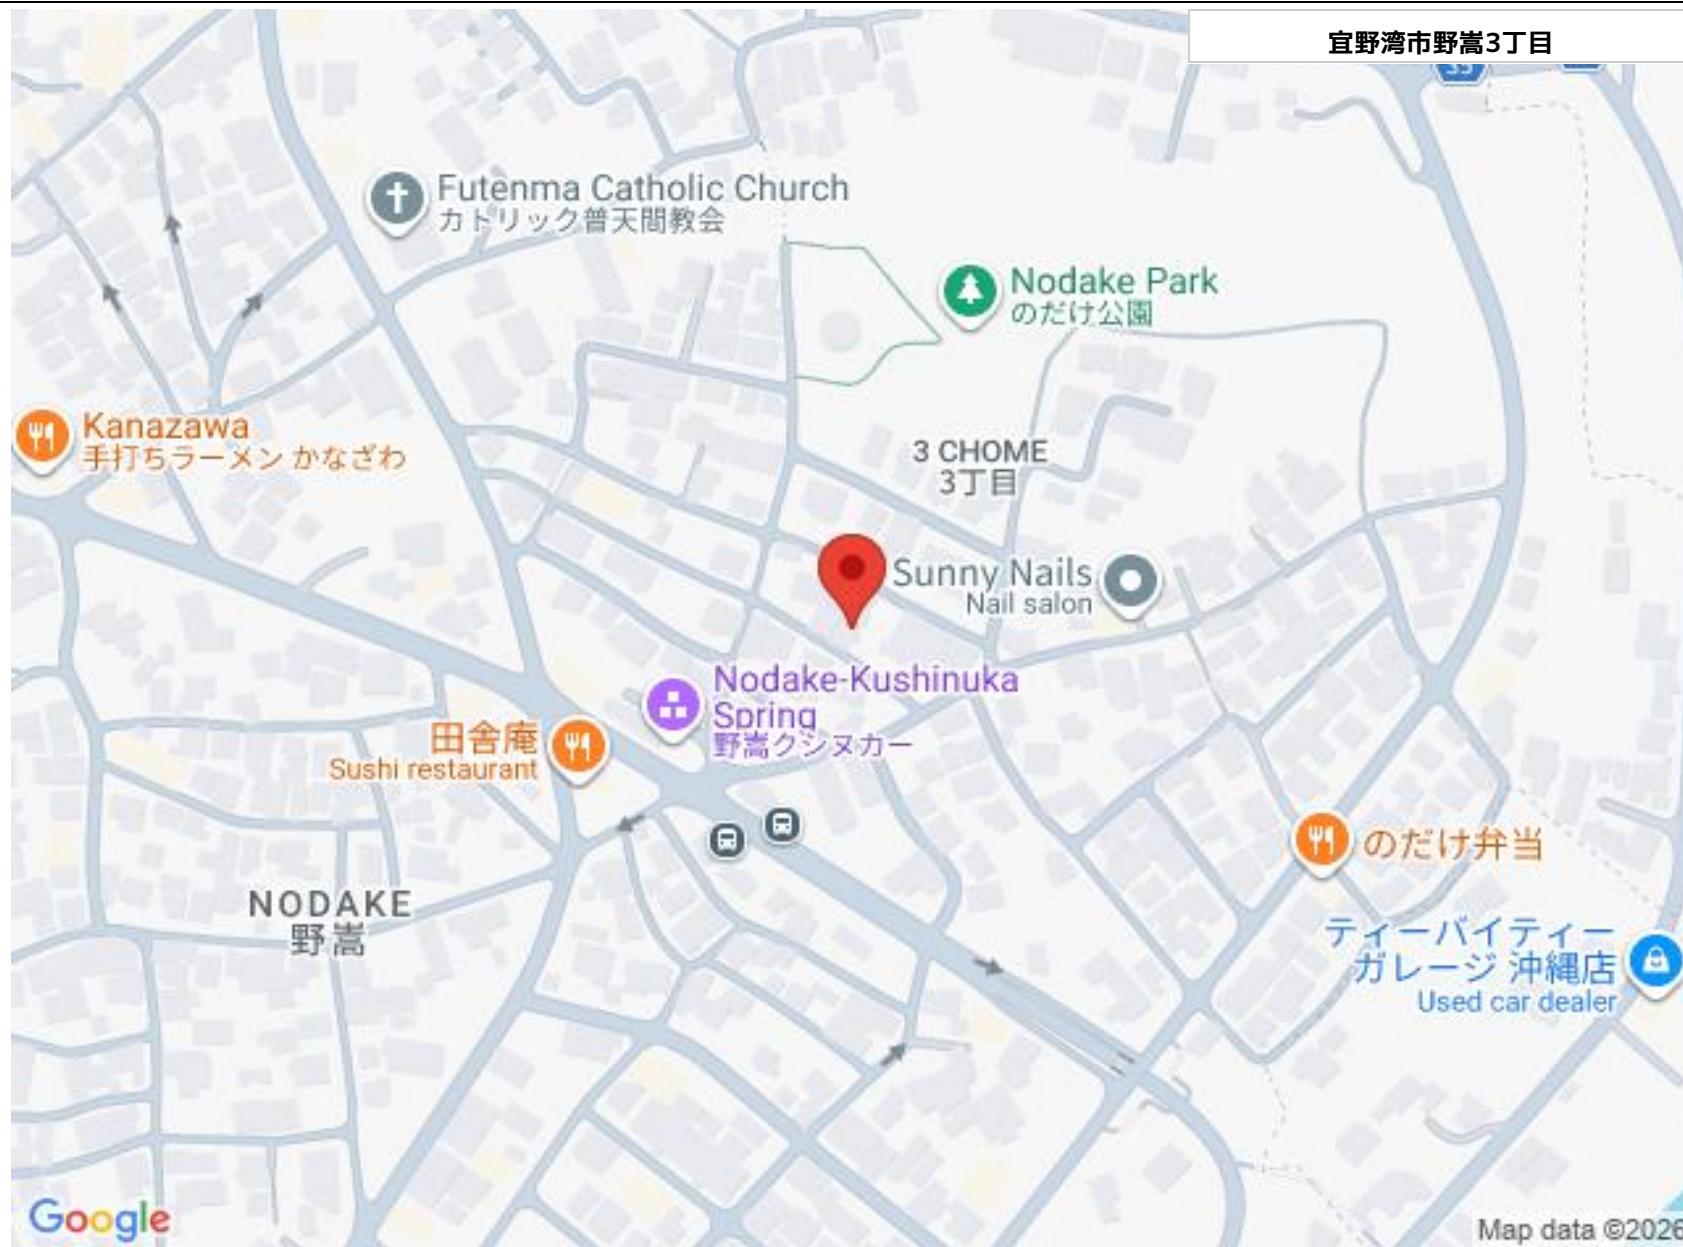 宜野湾市野嵩3丁目
Futenma Catholic Church
カトリック普天間教会
Nodake Park
のだけ公園
Kanazawa
手打ちラーメン かなざわ
3 CHOME
3丁目
Sunny Nails
Nail salon
Nodake-Kushinuka
Spring
野嵩クシヌカー
田舎庵
Sushi restaurant
のだけ弁当
NODAKE
野嵩
ティーバイティー
ガレージ 沖縄店
Used car dealer
Google
Map data ©2026